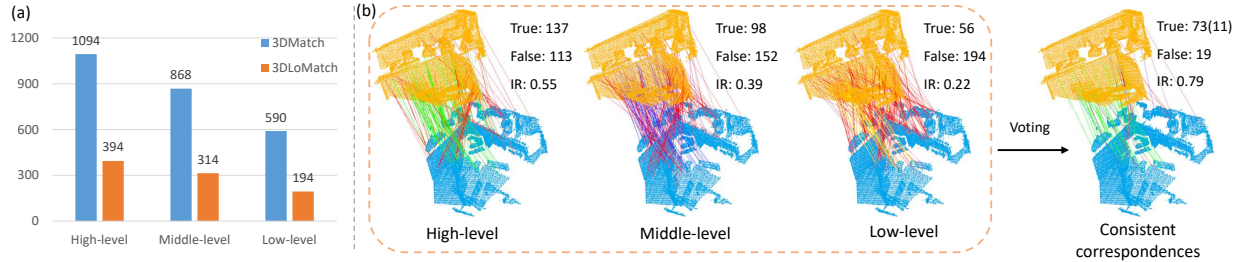 (a)
1200
900
600
300
0
1094
394
868
314
590
194
3DMatch
3DLoMatch
High-level
Middle-level
Low-level
(b)
True: 137
False: 113
IR: 0.55
High-level
True: 98
False: 152
IR: 0.39
Middle-level
True: 56
False: 194
IR: 0.22
Low-level
Voting
True: 73(11)
False: 19
IR: 0.79
Consistent
correspondences